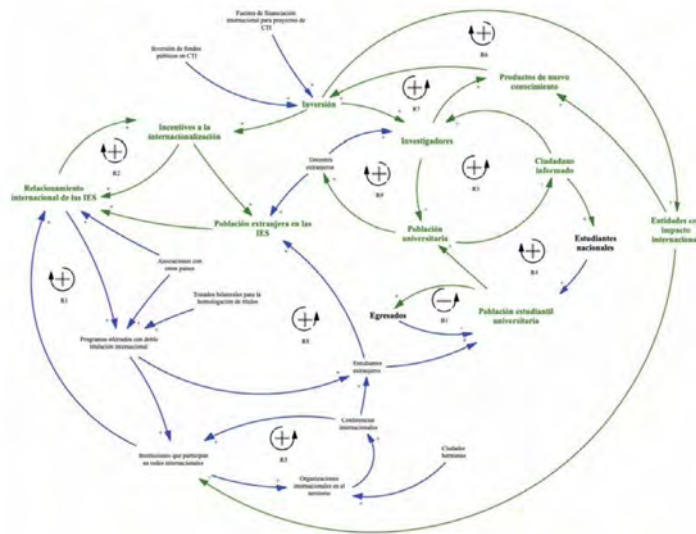 Fuentes de financiación
internacional para proyectos de
CTI
Inversión de fondos
públicos en CTI
R6
Productos de nuevo
conocimiento
Inversión
R7
Incentivos a la
internacionalización
Investigadores
R2
Docentes
extranjeros
Ciudadano
informado
Relacionamiento
internacional de las IES
R9
R3
Población extranjera en las
IES
Población
universitaria
Entidades con
impacto
internacional
Estudiantes
nacionales
R4
Asociaciones con
otros países
R1
Tratados bilaterales para la
homologación de títulos
Egresados
B1
Población estudiantil
universitaria
R8
Programas ofertados con doble
titulación internacional
Estudiantes
extranjeros
Conferencias
internacionales
R5
Instituciones que participan
en redes internacionales
Ciudades
hermanas
Organizaciones
internacionales en el
territorio